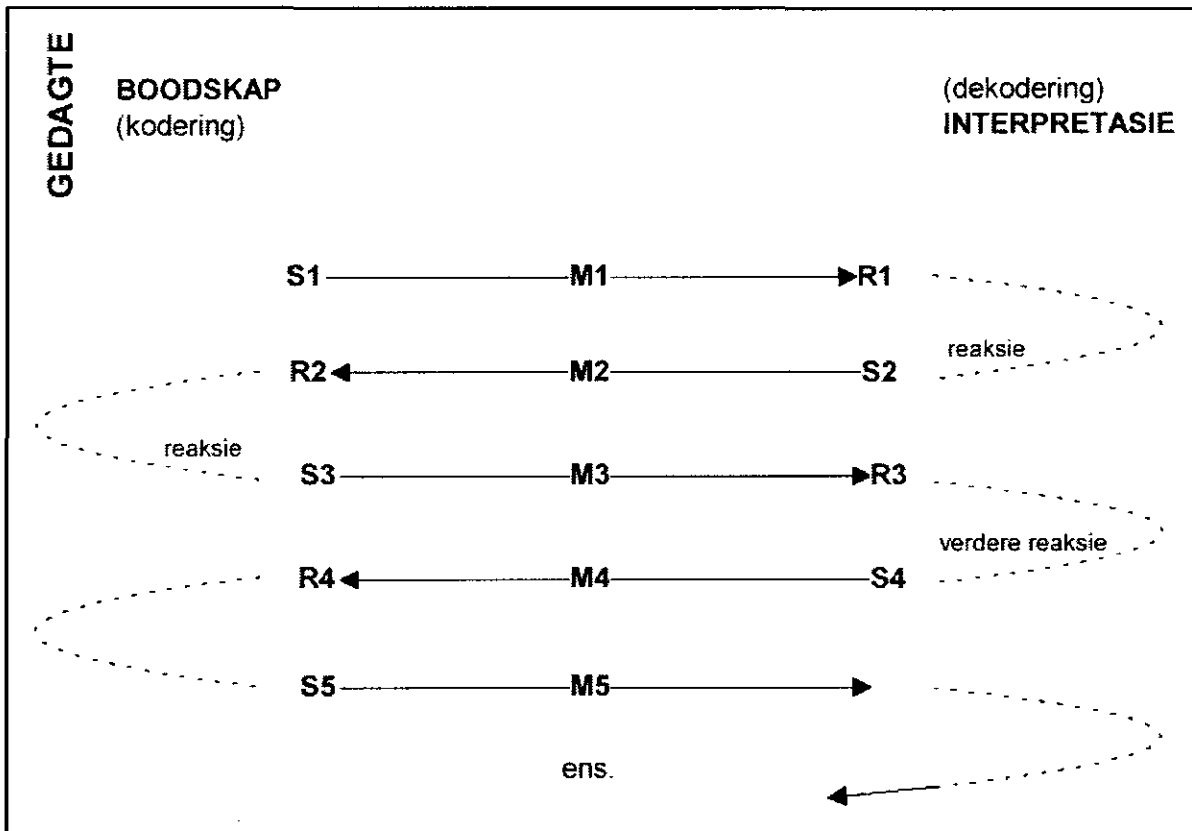 GEDAGTE
BOODSKAP
(kodering)
(dekodering)
INTERPRETASIE
S1 M1 R1
reaksie
R2 M2 S2
reaksie
S3 M3 R3
verdere reaksie
R4 M4 S4
S5 M5
ens.